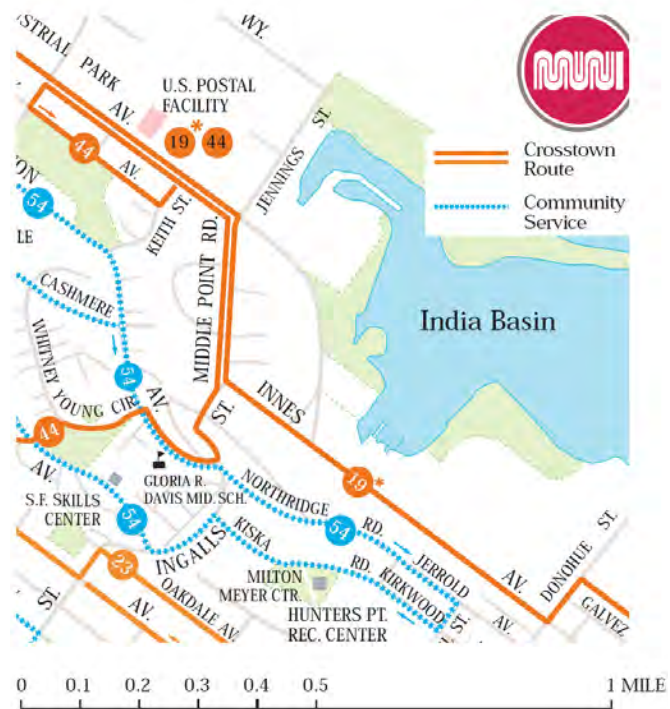 STRIAL
PARK
AV.
WY.
U.S. POSTAL
FACILITY
*
19
44
muni
ST.
JENNINGS
Crosstown
Route
Community
Service
44
AV.
ON
54
LE
KEITH ST.
MIDDLE POINT RD.
CASHMERE
India Basin
WHITNEY YOUNG CIR.
54
AV.
44
ST.
INNES
19
*
AV.
GLORIA R.
DAVIS MID. SCH.
S.F. SKILLS
CENTER
54
NORTHRIDGE
RD.
54
JERROLD
INGALLS
KISKA
RD.
KIRKWOOD
AV.
DONOHUE ST.
GALVEZ
23
AV.
OAKDALE AV.
MILTON
MEYER CTR.
HUNTERS PT.
REC. CENTER
ST.
ST.
AV.
0 0.1 0.2 0.3 0.4 0.5 1 MILE